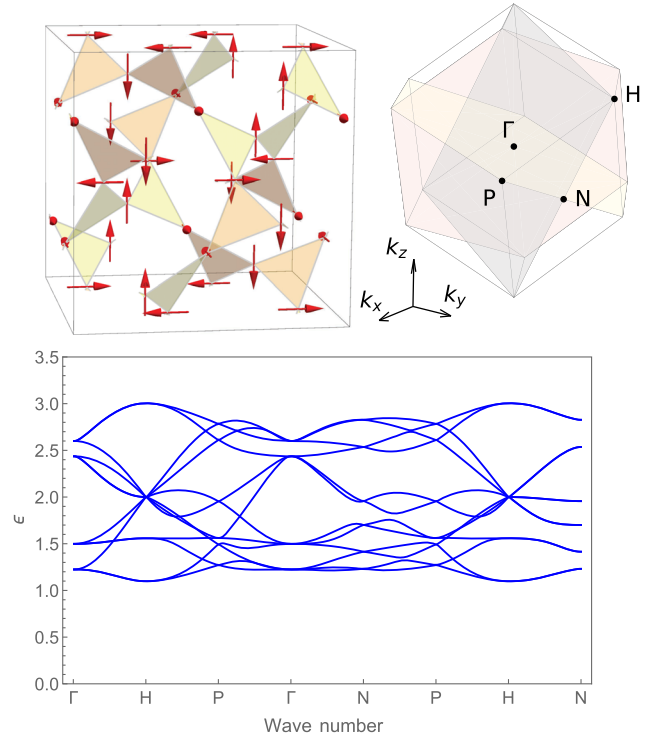 H
Γ
P
N
k_z
k_x
k_y
3.5
3.0
2.5
2.0
ϵ
1.5
1.0
0.5
0.0
Γ H P Γ N P H N
Wave number